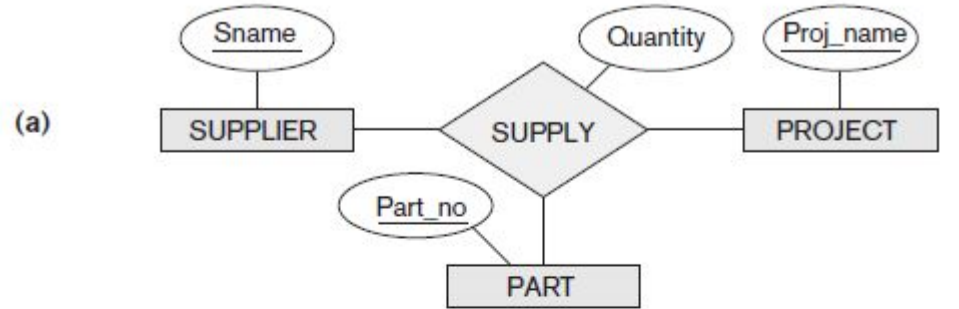 Sname
Quantity
Proj_name
(a)
SUPPLIER
SUPPLY
PROJECT
Part_no
PART